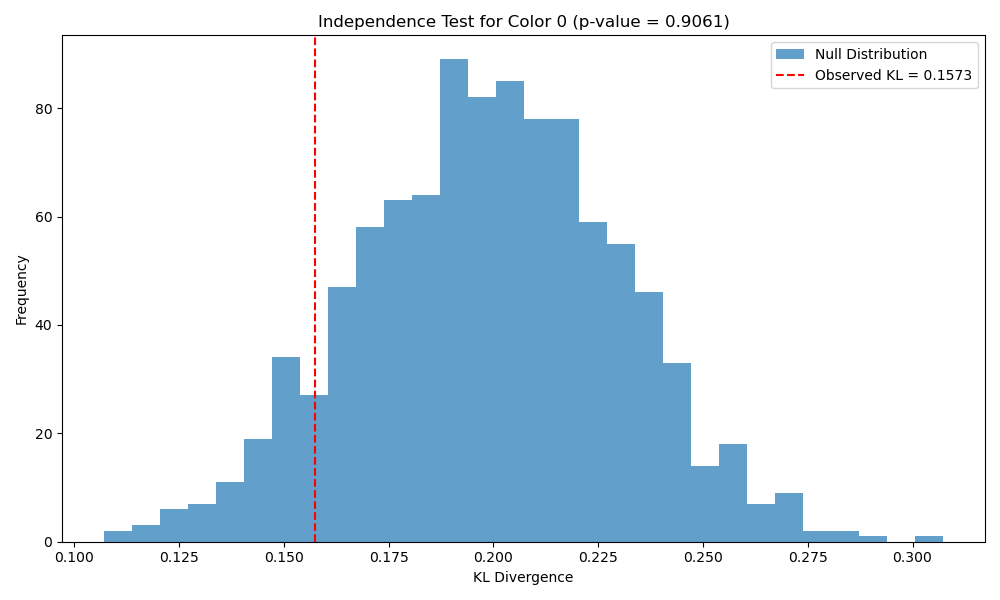 Independence Test for Color 0 (p-value = 0.9061)
Null Distribution
Observed KL = 0.1573
Frequency
80
60
40
20
0
0.100 0.125 0.150 0.175 0.200 0.225 0.250 0.275 0.300
KL Divergence